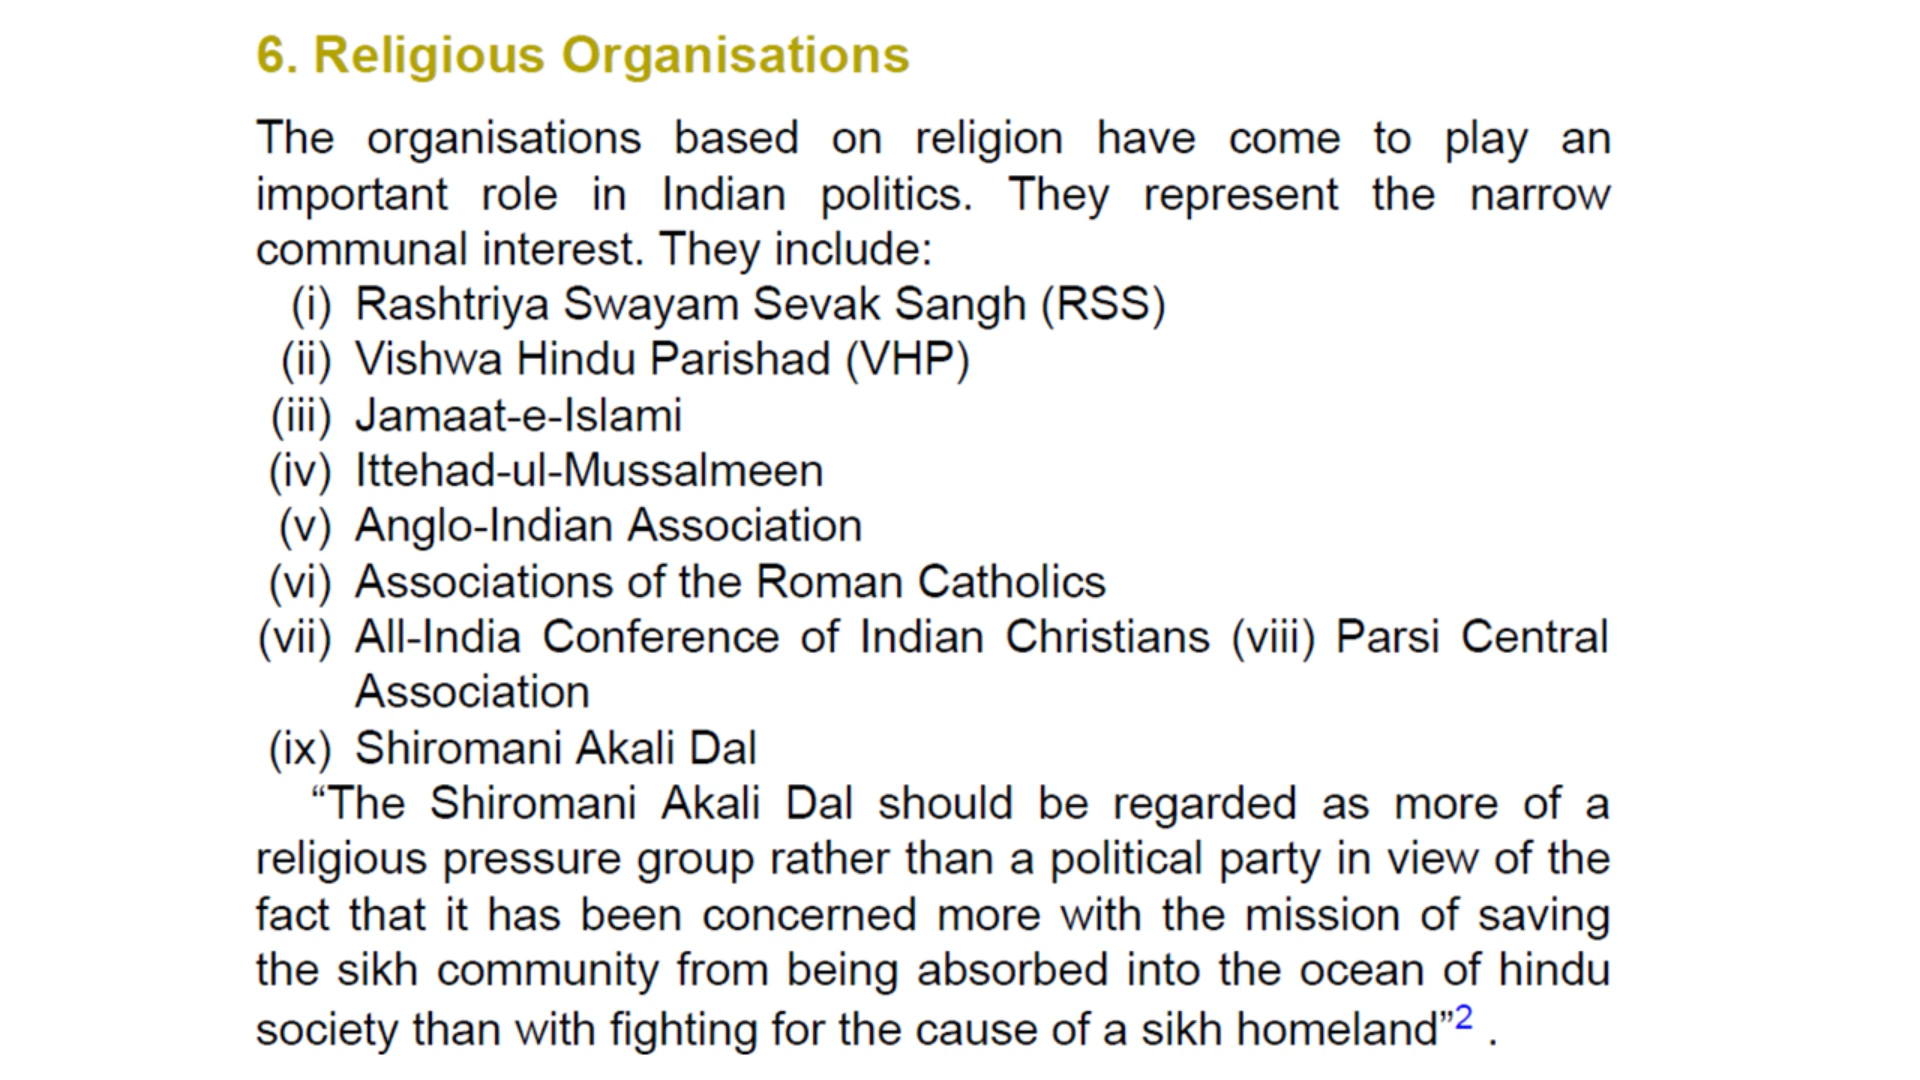 6. Religious Organisations
The organisations based on religion have come to play an
important role in Indian politics. They represent the narrow
communal interest. They include:
(i) Rashtriya Swayam Sevak Sangh (RSS)
(ii) Vishwa Hindu Parishad (VHP)
(iii) Jamaat-e-Islami
(iv) Ittehad-ul-Mussalmeen
(v) Anglo-Indian Association
(vi) Associations of the Roman Catholics
(vii) All-India Conference of Indian Christians (viii) Parsi Central
Association
(ix) Shiromani Akali Dal
“The Shiromani Akali Dal should be regarded as more of a
religious pressure group rather than a political party in view of the
fact that it has been concerned more with the mission of saving
the sikh community from being absorbed into the ocean of hindu
society than with fighting for the cause of a sikh homeland”2 .